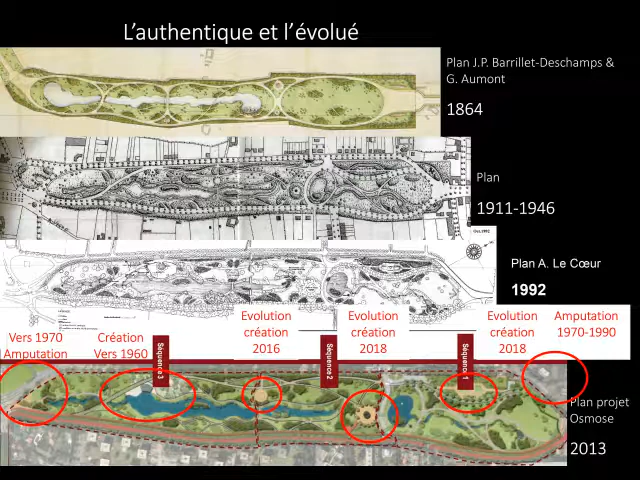 L'authentique et l'évolué
Plan J.P. Barrillet-Deschamps &
G. Aumont
1864
Plan
1911-1946
Oct.1992
Plan A. Le Cœur
1992
Evolution
création
2016
Evolution
création
2018
Evolution
création
2018
Amputation
1970-1990
Vers 1970
Amputation
Création
Vers 1960
Séquence 3
Séquence 2
Séquence 1
Plan projet
Osmose
2013